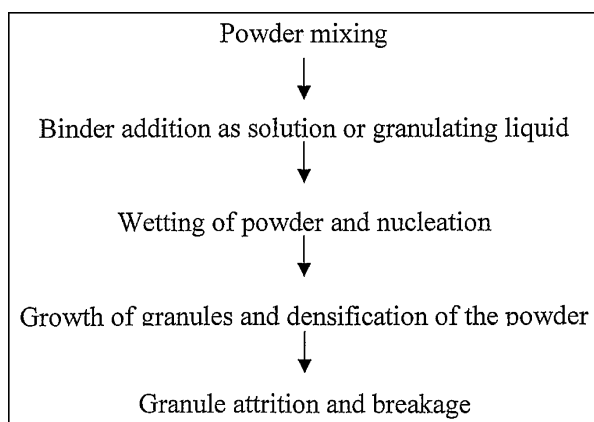 Powder mixing
Binder addition as solution or granulating liquid
Wetting of powder and nucleation
Growth of granules and densification of the powder
Granule attrition and breakage